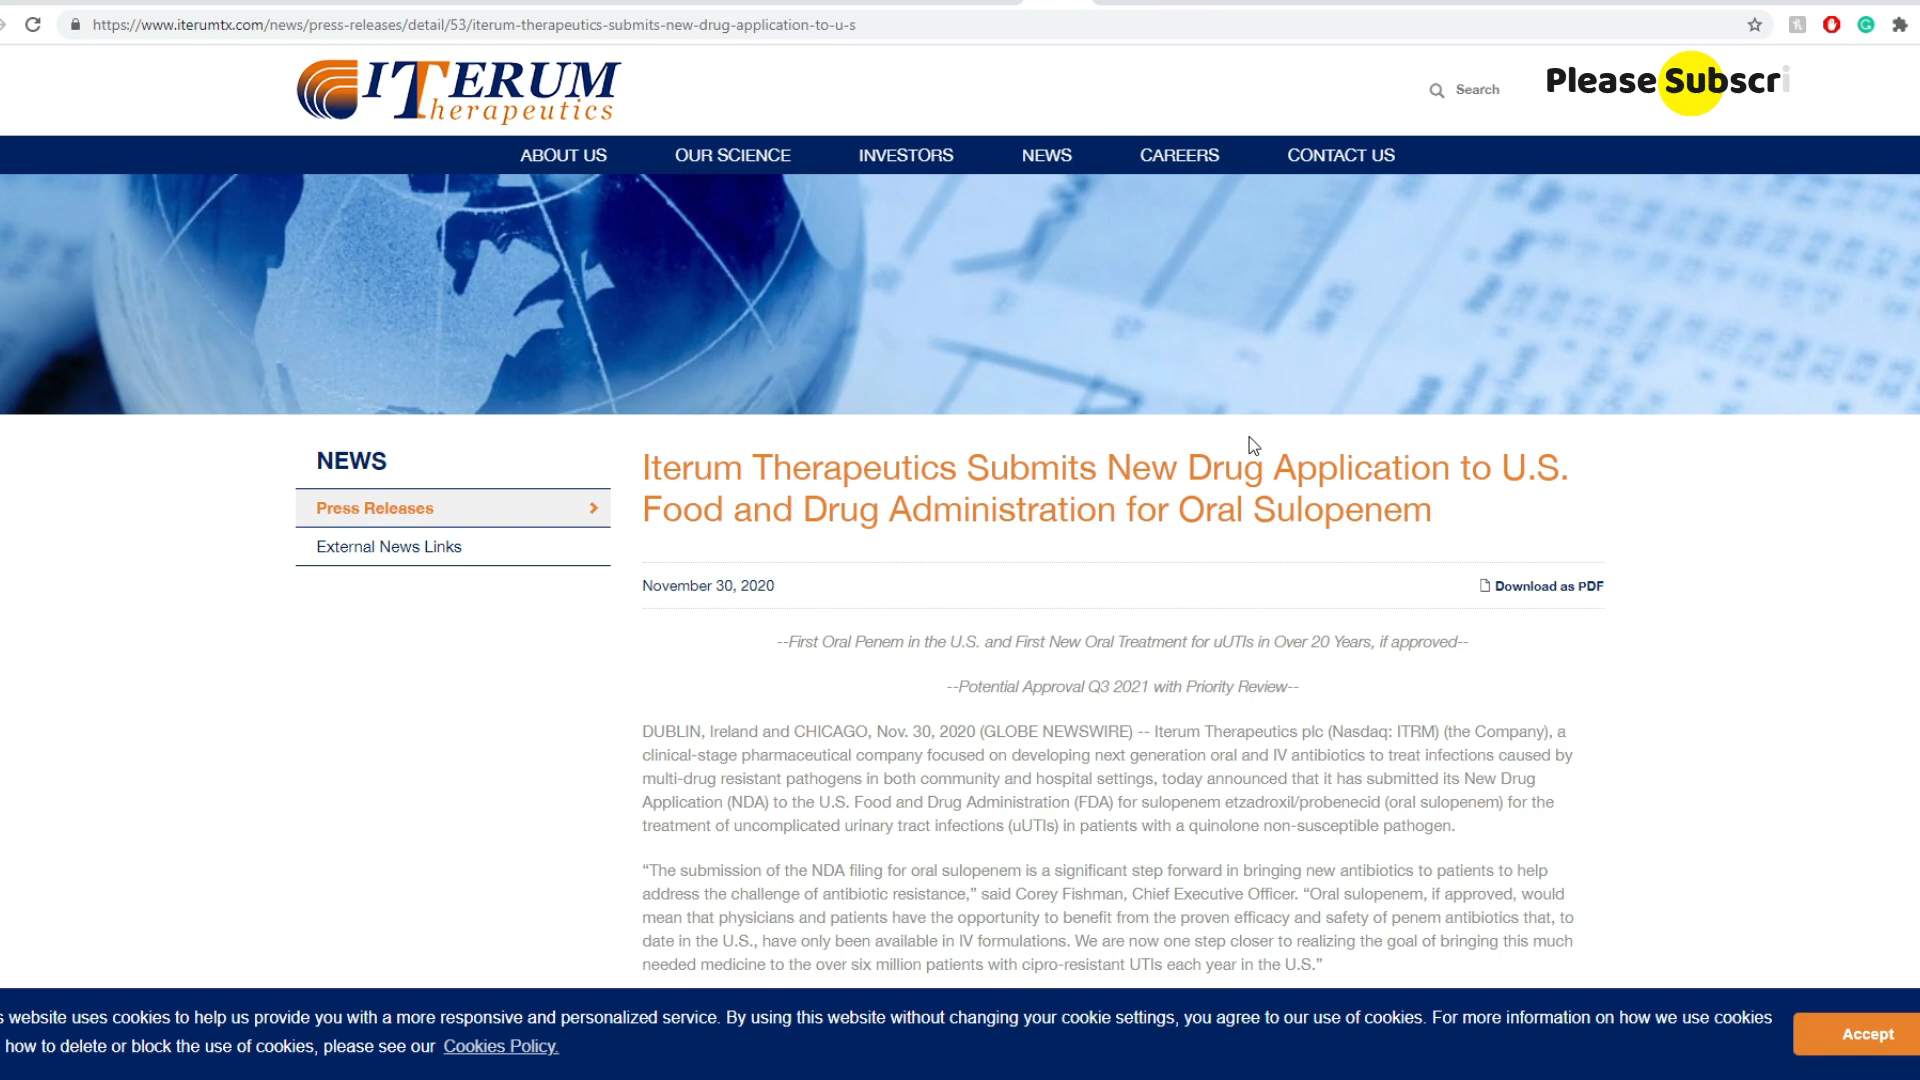 https://www.iterumtx.com/news/press-releases/detail/53/iterum-therapeutics-submits-new-drug-application-to-u-s
ITERUM
Therapeutics
Search
Please Subscri
ABOUT US OUR SCIENCE INVESTORS NEWS CAREERS CONTACT US
NEWS
Press Releases
External News Links
Iterum Therapeutics Submits New Drug Application to U.S.
Food and Drug Administration for Oral Sulopenem
November 30, 2020
Download as PDF
--First Oral Penem in the U.S. and First New Oral Treatment for uUTIs in Over 20 Years, if approved--
--Potential Approval Q3 2021 with Priority Review--
DUBLIN, Ireland and CHICAGO, Nov. 30, 2020 (GLOBE NEWSWIRE) -- Iterum Therapeutics plc (Nasdaq: ITRM) (the Company), a
clinical-stage pharmaceutical company focused on developing next generation oral and IV antibiotics to treat infections caused by
multi-drug resistant pathogens in both community and hospital settings, today announced that it has submitted its New Drug
Application (NDA) to the U.S. Food and Drug Administration (FDA) for sulopenem etzadroxil/probenecid (oral sulopenem) for the
treatment of uncomplicated urinary tract infections (uUTIs) in patients with a quinolone non-susceptible pathogen.
“The submission of the NDA filing for oral sulopenem is a significant step forward in bringing new antibiotics to patients to help
address the challenge of antibiotic resistance,” said Corey Fishman, Chief Executive Officer. “Oral sulopenem, if approved, would
mean that physicians and patients have the opportunity to benefit from the proven efficacy and safety of penem antibiotics that, to
date in the U.S., have only been available in IV formulations. We are now one step closer to realizing the goal of bringing this much
needed medicine to the over six million patients with cipro-resistant UTIs each year in the U.S.”
s website uses cookies to help us provide you with a more responsive and personalized service. By using this website without changing your cookie settings, you agree to our use of cookies. For more information on how we use cookies
how to delete or block the use of cookies, please see our Cookies Policy.
Accept